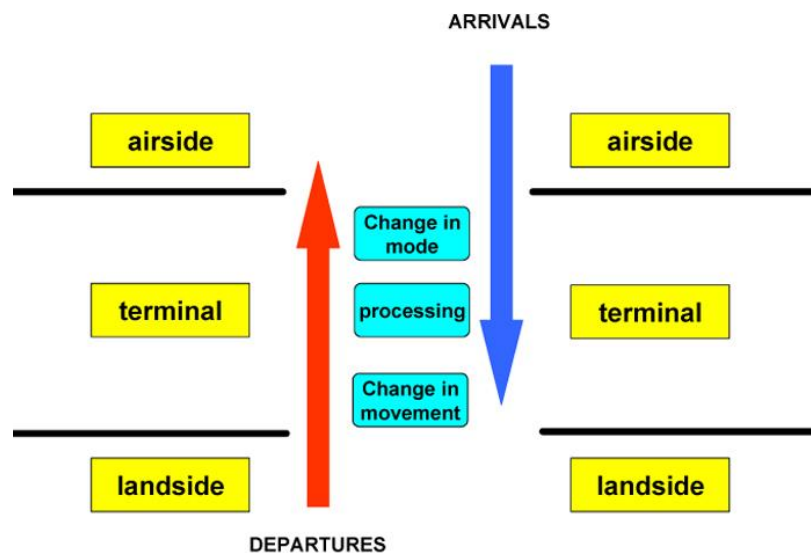 ARRIVALS
airside
airside
Change in
mode
terminal
processing
terminal
Change in
movement
landside
landside
DEPARTURES